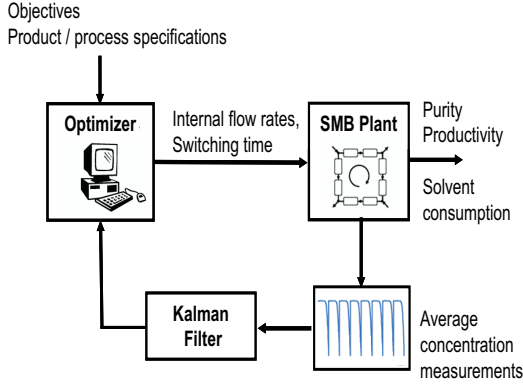 Objectives
Product / process specifications
Optimizer
Internal flow rates,
Switching time
SMB Plant
Purity
Productivity
Solvent
consumption
Kalman
Filter
Average
concentration
measurements